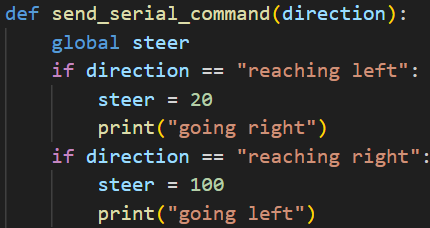 def send_serial_command(direction):
    global steer
    if direction == "reaching left":
        steer = 20
        print("going right")
    if direction == "reaching right":
        steer = 100
        print("going left")